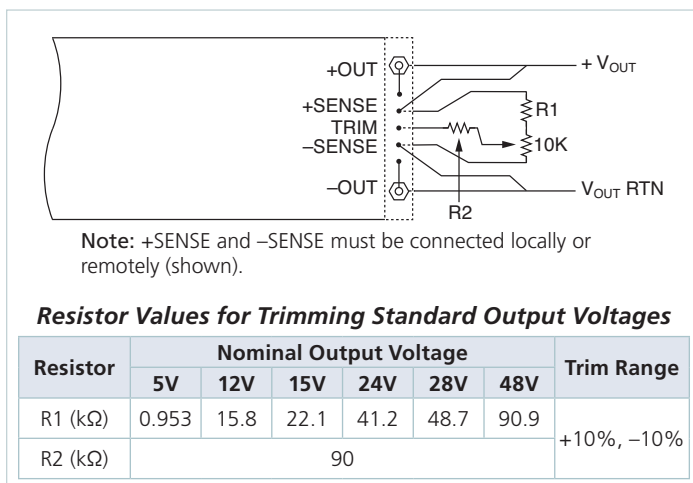 +OUT
+ VOUT
+SENSE
R1
TRIM
10K
–SENSE
–OUT
VOUT RTN
R2
Note: +SENSE and –SENSE must be connected locally or
remotely (shown).
Resistor Values for Trimming Standard Output Voltages
Resistor Nominal Output Voltage Trim Range
5V 12V 15V 24V 28V 48V
R1 (kΩ) 0.953 15.8 22.1 41.2 48.7 90.9 +10%, –10%
R2 (kΩ) 90